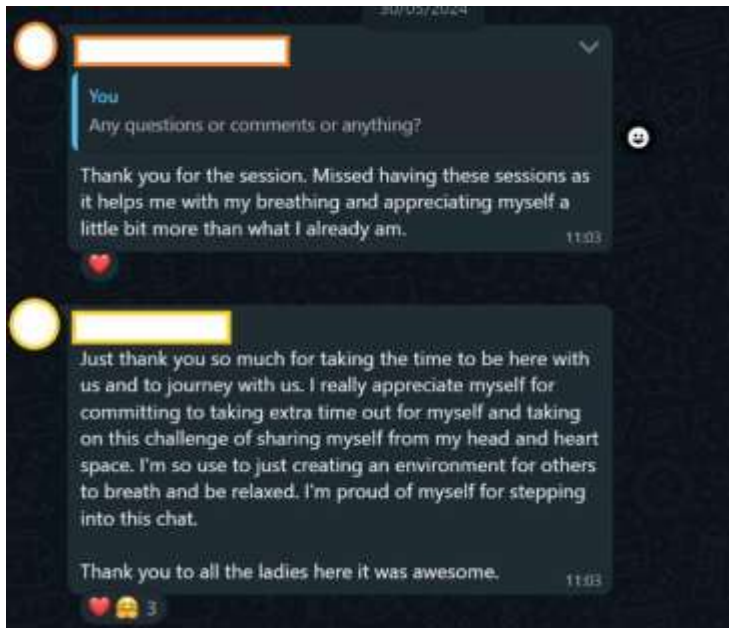 30/05/2024
You
Any questions or comments or anything?
Thank you for the session. Missed having these sessions as
it helps me with my breathing and appreciating myself a
little bit more than what I already am.
11:03
Just thank you so much for taking the time to be here with
us and to journey with us. I really appreciate myself for
committing to taking extra time out for myself and taking
on this challenge of sharing myself from my head and heart
space. I'm so use to just creating an environment for others
to breath and be relaxed. I'm proud of myself for stepping
into this chat.
Thank you to all the ladies here it was awesome.
11:03
3